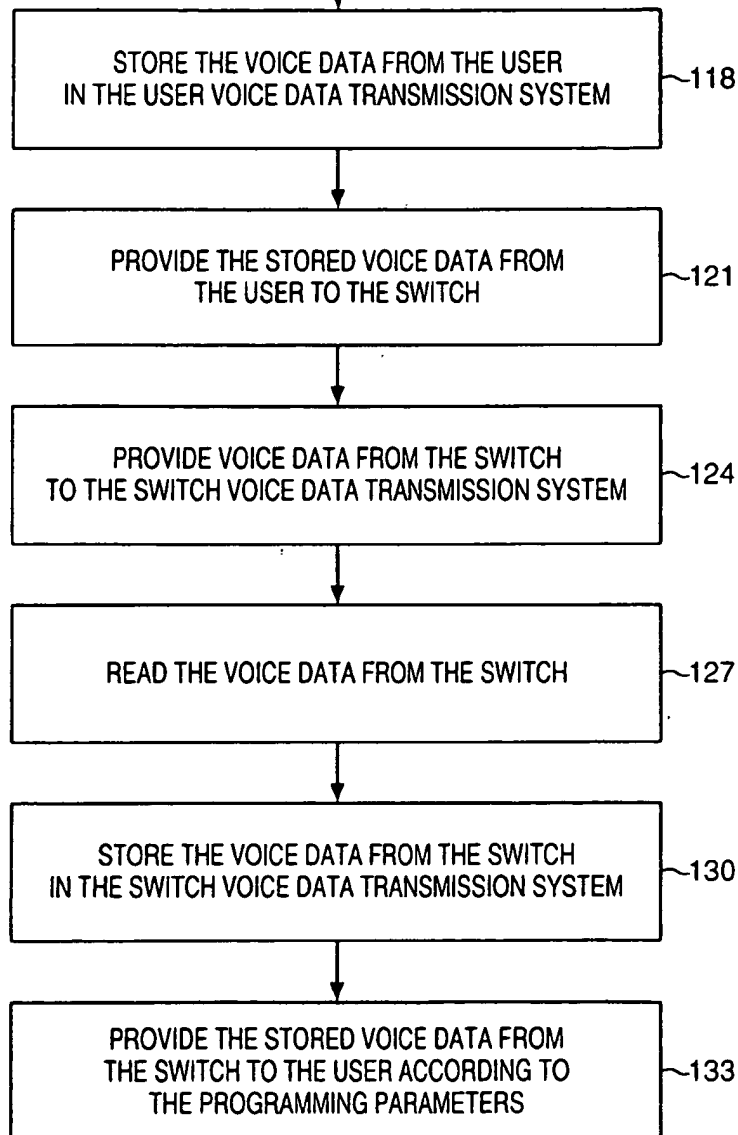 STORE THE VOICE DATA FROM THE USER
IN THE USER VOICE DATA TRANSMISSION SYSTEM
118
PROVIDE THE STORED VOICE DATA FROM
THE USER TO THE SWITCH
121
PROVIDE VOICE DATA FROM THE SWITCH
TO THE SWITCH VOICE DATA TRANSMISSION SYSTEM
124
READ THE VOICE DATA FROM THE SWITCH
127
STORE THE VOICE DATA FROM THE SWITCH
IN THE SWITCH VOICE DATA TRANSMISSION SYSTEM
130
PROVIDE THE STORED VOICE DATA FROM
THE SWITCH TO THE USER ACCORDING TO
THE PROGRAMMING PARAMETERS
133